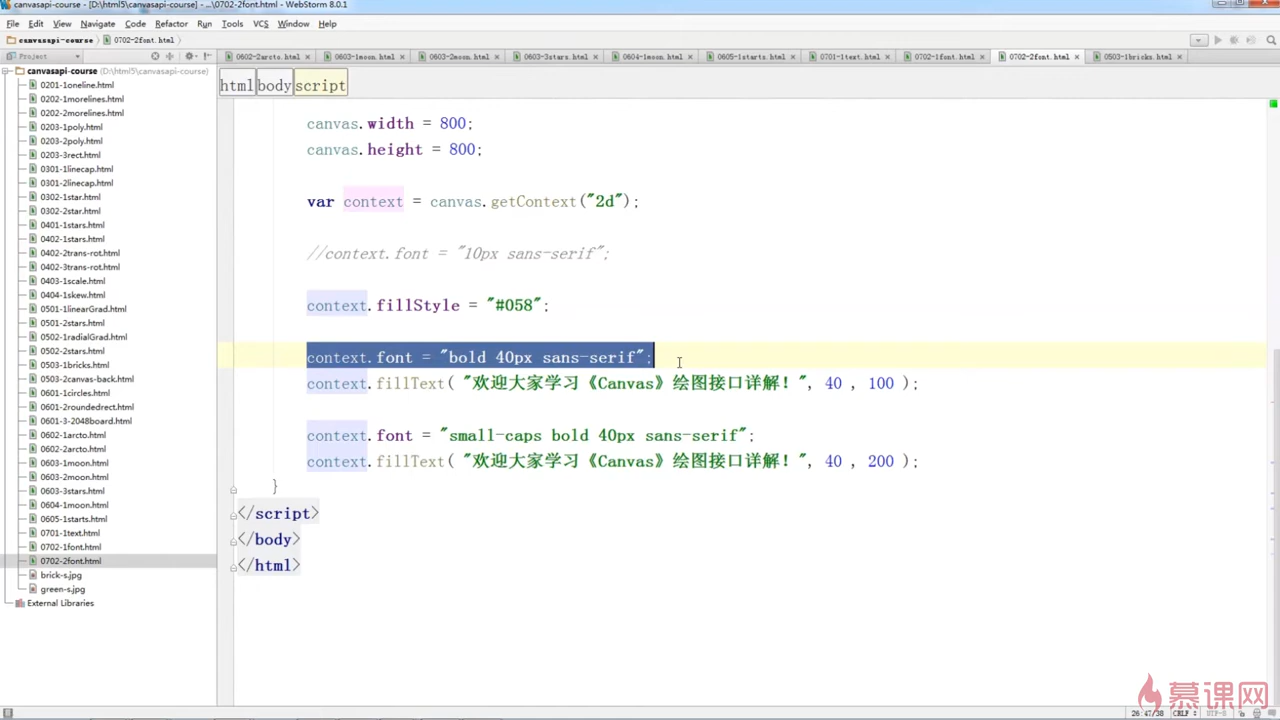 canvasapi-course - [D:\html5\canvasapi-course] - ...\0702-2font.html - WebStorm 8.0.1
File Edit View Navigate Code Refactor Run Tools VCS Window Help
canvasapi-course 0702-2font.html
Project
0602-2arcto.html 0603-1moon.html 0603-2moon.html 0603-3stars.html 0604-1moon.html 0605-1starts.html 0701-1text.html 0702-1font.html 0702-2font.html 0503-1bricks.html
canvasapi-course (D:\html5\canvasapi-course)
0201-1oneline.html
0202-1morelines.html
0202-2morelines.html
0203-1poly.html
0203-2poly.html
0203-3rect.html
0301-1linecap.html
0301-2linecap.html
0302-1star.html
0302-2star.html
0401-1stars.html
0402-1stars.html
0402-2trans-rot.html
0402-3trans-rot.html
0403-1scale.html
0404-1skew.html
0501-1linearGrad.html
0501-2stars.html
0502-1radialGrad.html
0502-2stars.html
0503-1bricks.html
0503-2canvas-back.html
0601-1circles.html
0601-2roundedrect.html
0601-3-2048board.html
0602-1arcto.html
0602-2arcto.html
0603-1moon.html
0603-2moon.html
0603-3stars.html
0604-1moon.html
0605-1starts.html
0701-1text.html
0702-1font.html
0702-2font.html
brick-s.jpg
green-s.jpg
External Libraries
html body script
canvas.width = 800;
canvas.height = 800;
var context = canvas.getContext("2d");
//context.font = "10px sans-serif";
context.fillStyle = "#058";
context.font = "bold 40px sans-serif";
context.fillText( "欢迎大家学习《Canvas》绘图接口详解！", 40 , 100 );
context.font = "small-caps bold 40px sans-serif";
context.fillText( "欢迎大家学习《Canvas》绘图接口详解！", 40 , 200 );
}
</script>
</body>
</html>
慕课网
26:47/38 CRLF UTF-8